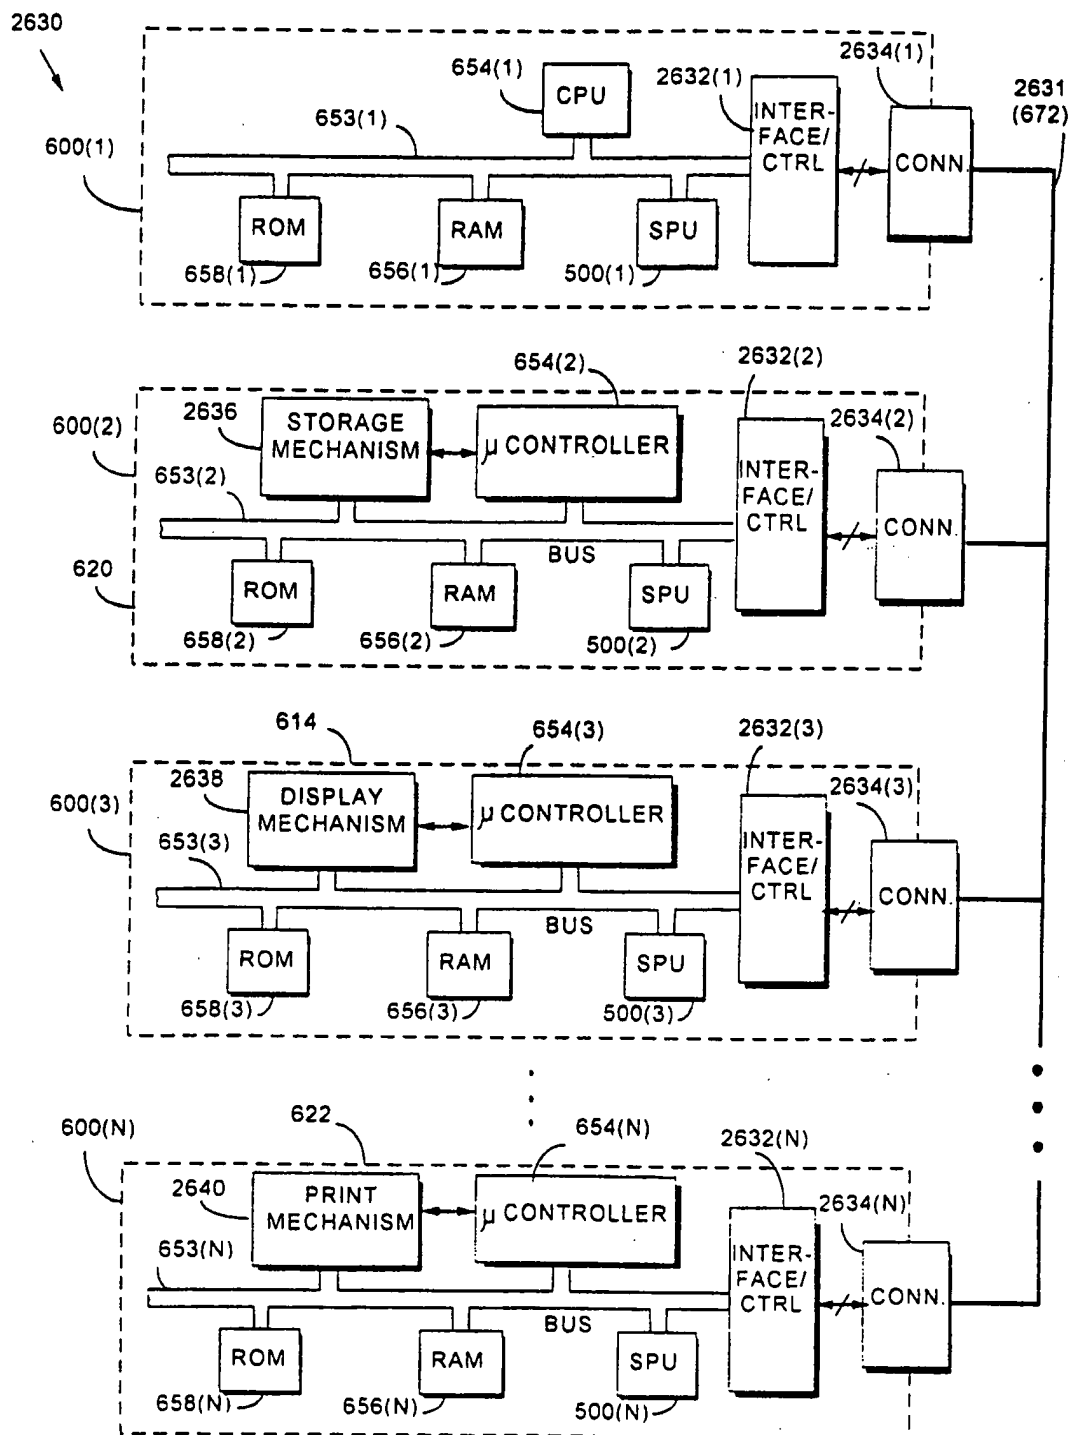 2630
600(1)
654(1)
CPU
653(1)
2632(1)
INTER-
FACE/
CTRL
2634(1)
CONN.
2631
(672)
ROM
658(1)
RAM
656(1)
SPU
500(1)
600(2)
620
2636
STORAGE
MECHANISM
654(2)
μ CONTROLLER
653(2)
BUS
2632(2)
INTER-
FACE/
CTRL
2634(2)
CONN.
ROM
658(2)
RAM
656(2)
SPU
500(2)
614
600(3)
2638
DISPLAY
MECHANISM
654(3)
μ CONTROLLER
653(3)
BUS
2632(3)
INTER-
FACE/
CTRL
2634(3)
CONN.
ROM
658(3)
RAM
656(3)
SPU
500(3)
622
600(N)
2640
PRINT
MECHANISM
654(N)
μ CONTROLLER
653(N)
BUS
2632(N)
INTER-
FACE/
CTRL
2634(N)
CONN.
ROM
658(N)
RAM
656(N)
SPU
500(N)